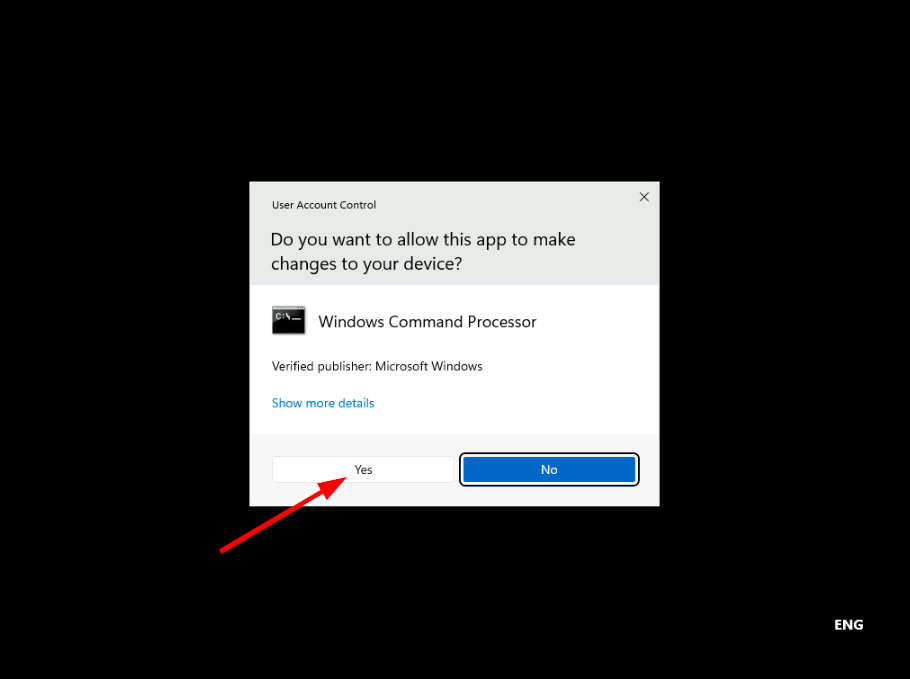 User Account Control
Do you want to allow this app to make
changes to your device?
C:\_
Windows Command Processor
Verified publisher: Microsoft Windows
Show more details
Yes
No
ENG